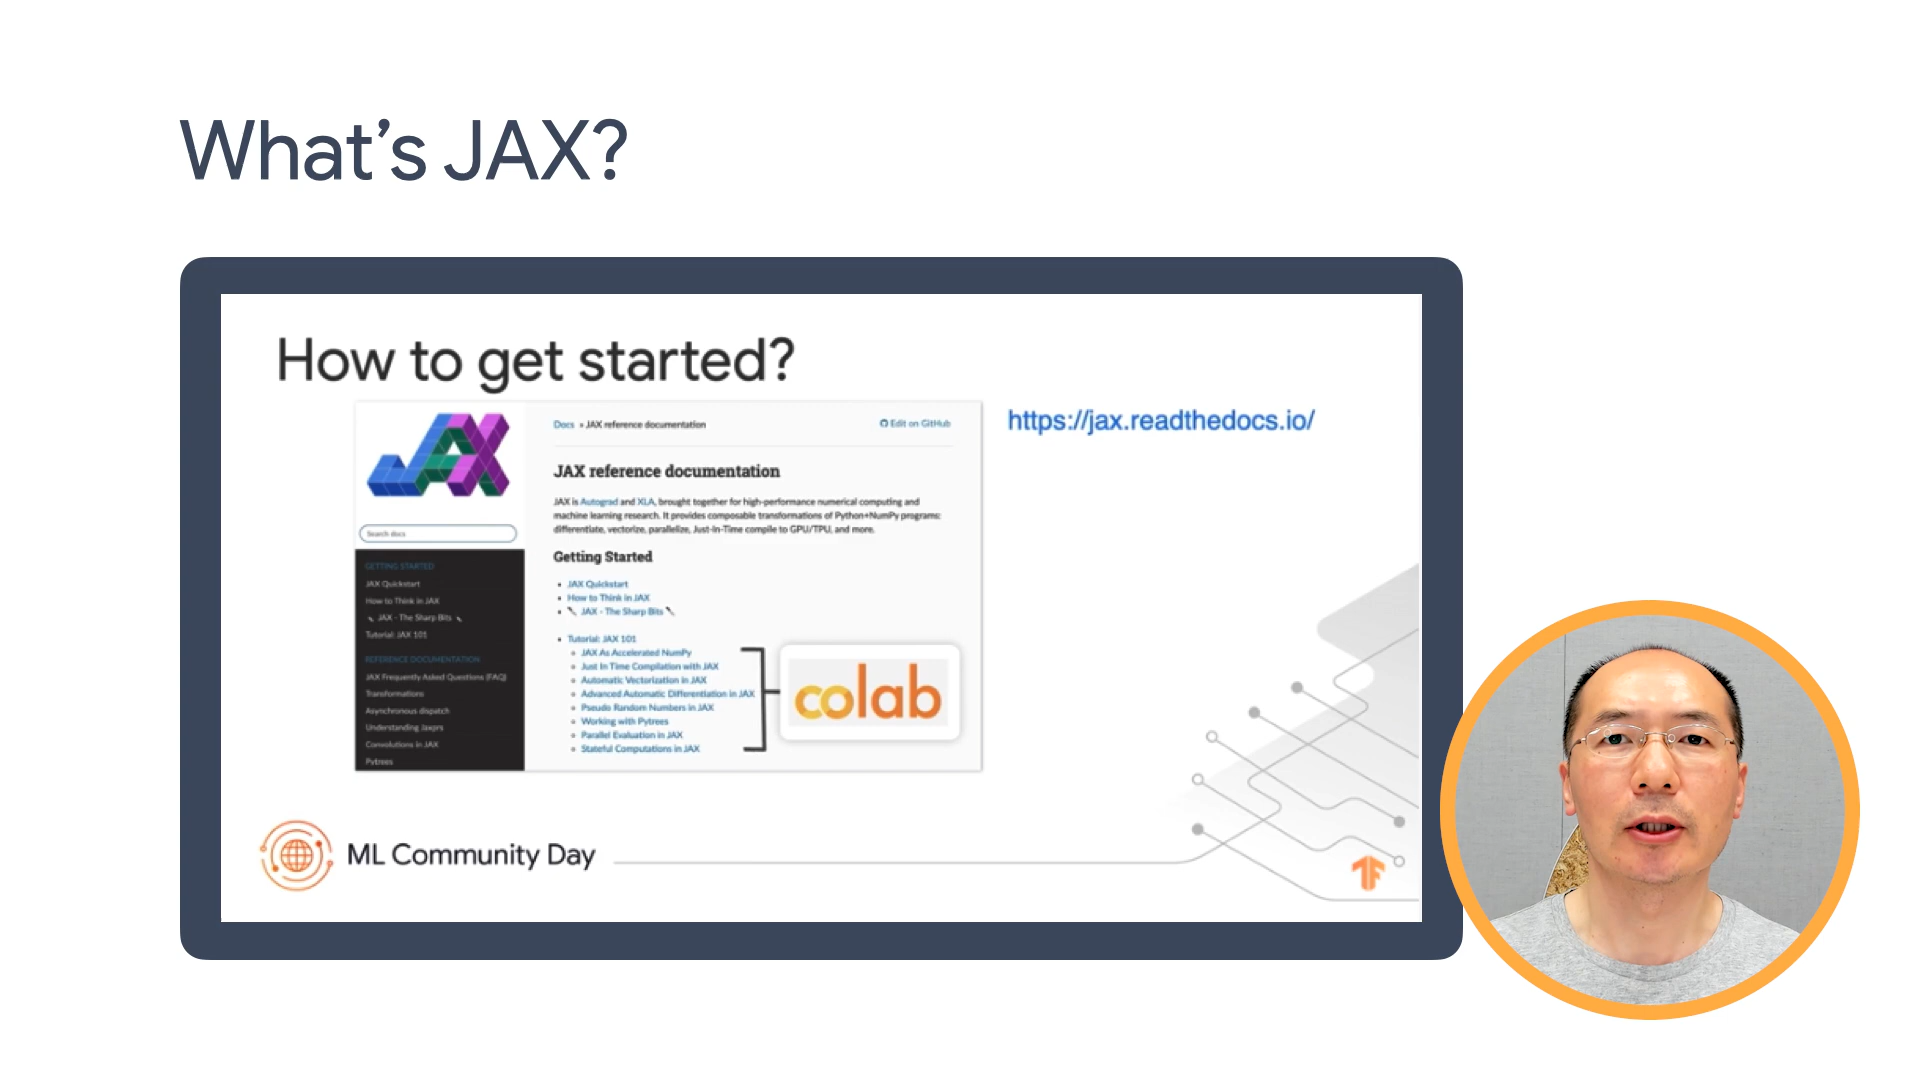 What's JAX?
How to get started?
https://jax.readthedocs.io/
JAX
Search docs
GETTING STARTED
JAX Quickstart
How to Think in JAX
🔪 JAX - The Sharp Bits 🔪
Tutorial: JAX 101
REFERENCE DOCUMENTATION
JAX Frequently Asked Questions (FAQ)
Transformations
Asynchronous dispatch
Understanding Jaxprs
Convolutions in JAX
Pytrees
Docs » JAX reference documentation
Edit on GitHub
JAX reference documentation
JAX is Autograd and XLA, brought together for high-performance numerical computing and
machine learning research. It provides composable transformations of Python+NumPy programs:
differentiate, vectorize, parallelize, Just-In-Time compile to GPU/TPU, and more.
Getting Started
• JAX Quickstart
• How to Think in JAX
• 🔪 JAX - The Sharp Bits 🔪
• Tutorial: JAX 101
JAX As Accelerated NumPy
Just In Time Compilation with JAX
Automatic Vectorization in JAX
Advanced Automatic Differentiation in JAX
Pseudo Random Numbers in JAX
Working with Pytrees
Parallel Evaluation in JAX
Stateful Computations in JAX
colab
ML Community Day